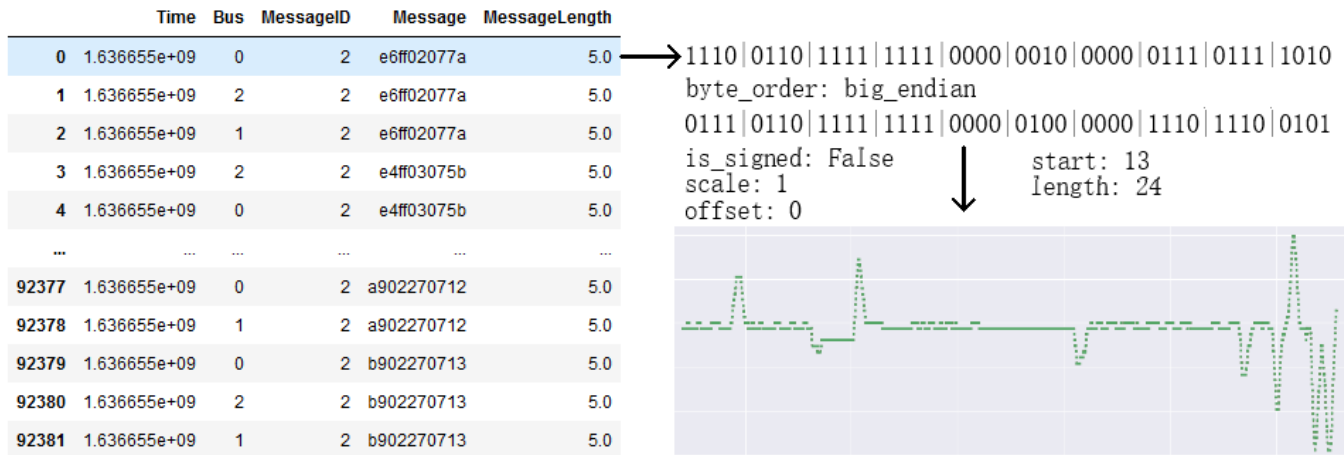 Time Bus MessageID Message MessageLength
0 1.636655e+09 0 2 e6ff02077a 5.0
1 1.636655e+09 2 2 e6ff02077a 5.0
2 1.636655e+09 1 2 e6ff02077a 5.0
3 1.636655e+09 2 2 e4ff03075b 5.0
4 1.636655e+09 0 2 e4ff03075b 5.0
... ... ... ... ... ...
92377 1.636655e+09 0 2 a902270712 5.0
92378 1.636655e+09 1 2 a902270712 5.0
92379 1.636655e+09 0 2 b902270713 5.0
92380 1.636655e+09 2 2 b902270713 5.0
92381 1.636655e+09 1 2 b902270713 5.0
1110|0110|1111|1111|0000|0010|0000|0111|0111|1010
byte_order: big_endian
0111|0110|1111|1111|0000|0100|0000|1110|1110|0101
is_signed: False
scale: 1
offset: 0
start: 13
length: 24